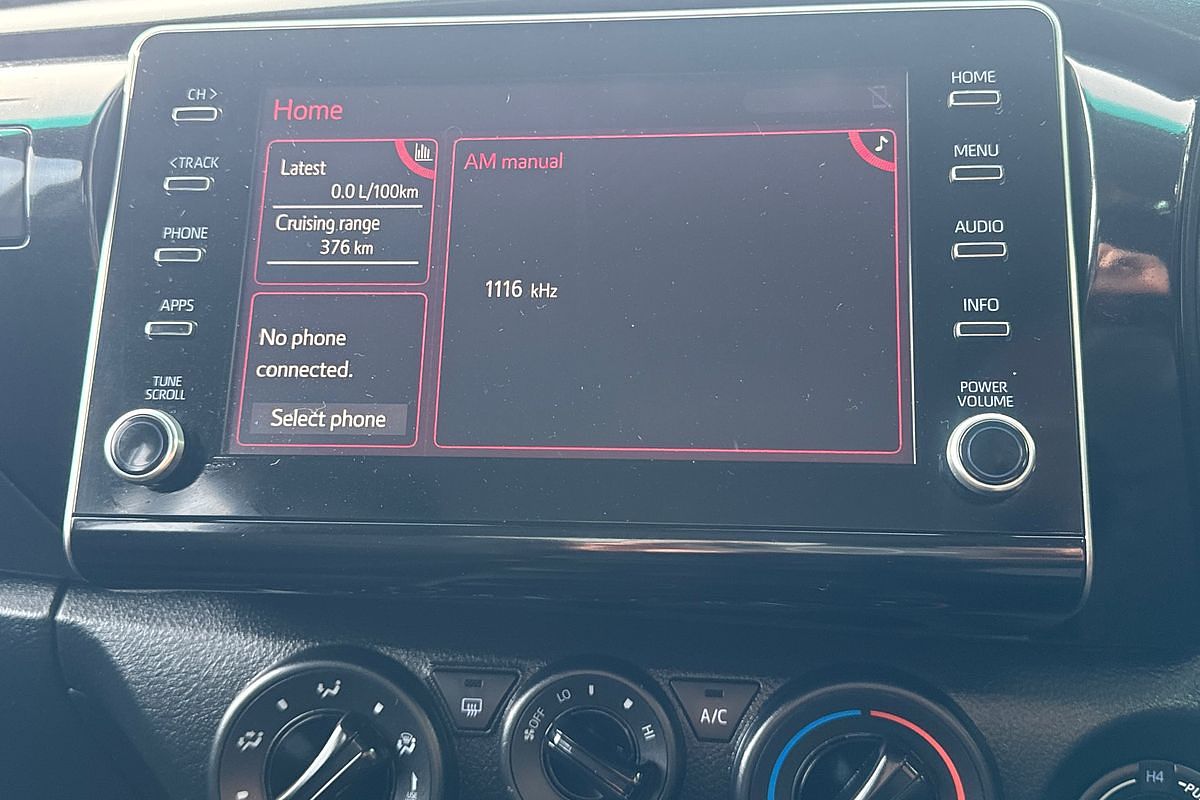 CH >
<TRACK
PHONE
APPS
TUNE
SCROLL
Home
Latest
0.0 L/100km
Cruising range
376 km
No phone
connected.
Select phone
AM manual
1116 kHz
HOME
MENU
AUDIO
INFO
POWER
VOLUME
OFF
LO
HI
A/C
H4